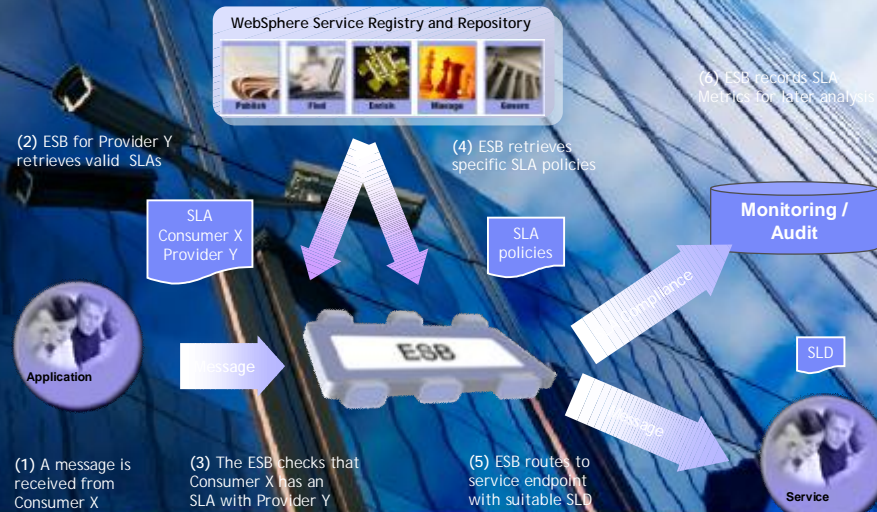 WebSphere Service Registry and Repository
Publish
Find
Enrich
Manage
Govern
(6) ESB records SLA
Metrics for later analysis
(2) ESB for Provider Y
retrieves valid SLAs
(4) ESB retrieves
specific SLA policies
SLA
Consumer X
Provider Y
SLA
policies
Monitoring /
Audit
Compliance
Application
Message
ESB
SLD
Message
Service
(1) A message is
received from
Consumer X
(3) The ESB checks that
Consumer X has an
SLA with Provider Y
(5) ESB routes to
service endpoint
with suitable SLD